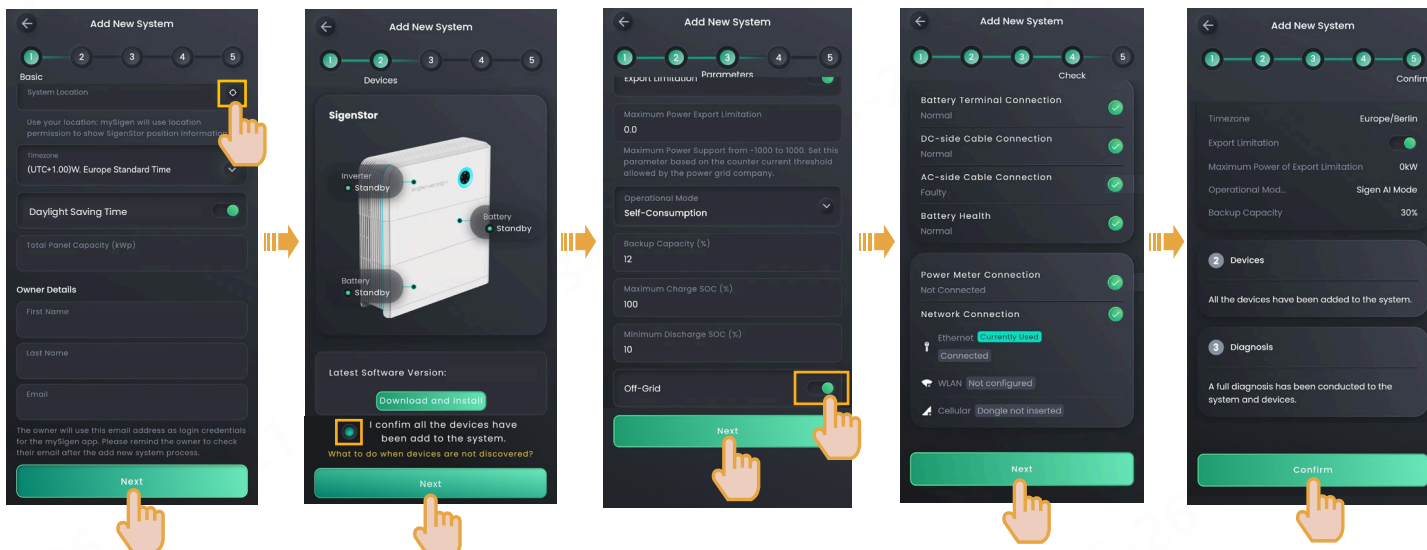 Add New System
1
2
3
4
5
Basic
System Location
Use your location: mySigen will use location
permission to show SigenStor position information
Timezone
(UTC+1.00)W. Europe Standard Time
Daylight Saving Time
Total Panel Capacity (kWp)
Owner Details
First Name
Last Name
Email
The owner will use this email address as login credentials
for the mySigen app. Please remind the owner to check
their email after the add new system process.
Next
Add New System
1
2
3
4
5
Devices
SigenStor
Inverter
Standby
Battery
Standby
Battery
Standby
Latest Software Version:
Download and Install
I confim all the devices have
been add to the system.
What to do when devices are not discovered?
Next
Add New System
1
2
3
4
5
Parameters
Export Limitation
Maximum Power Export Limitation
0.0
Maximum Power Support from -1000 to 1000. Set this
parameter based on the counter current threshold
allowed by the power grid company.
Operational Mode
Self-Consumption
Backup Capacity (%)
12
Maximum Charge SOC (%)
100
Minimum Discharge SOC (%)
10
Off-Grid
Next
Add New System
1
2
3
4
5
Check
Battery Terminal Connection
Normal
DC-side Cable Connection
Normal
AC-side Cable Connection
Faulty
Battery Health
Normal
Power Meter Connection
Not Connected
Network Connection
Ethernet Currently Used
Connected
WLAN Not configured
Cellular Dongle not inserted
Next
Add New System
1
2
3
4
5
Confirm
Timezone Europe/Berlin
Export Limitation
Maximum Power of Export Limitation 0kW
Operational Mod... Sigen AI Mode
Backup Capacity 30%
2 Devices
All the devices have been added to the system.
3 Diagnosis
A full diagnosis has been conducted to the
system and devices.
Confirm